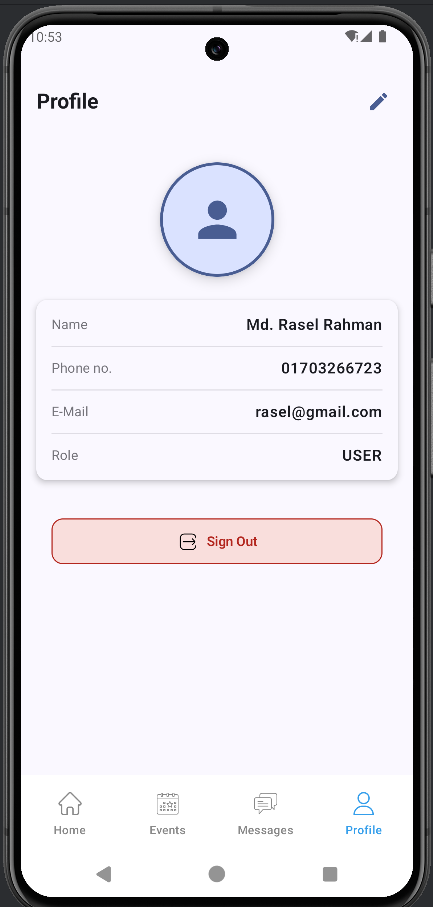 10:53
Profile
Name Md. Rasel Rahman
Phone no. 01703266723
E-Mail rasel@gmail.com
Role USER
Sign Out
Home Events Messages Profile